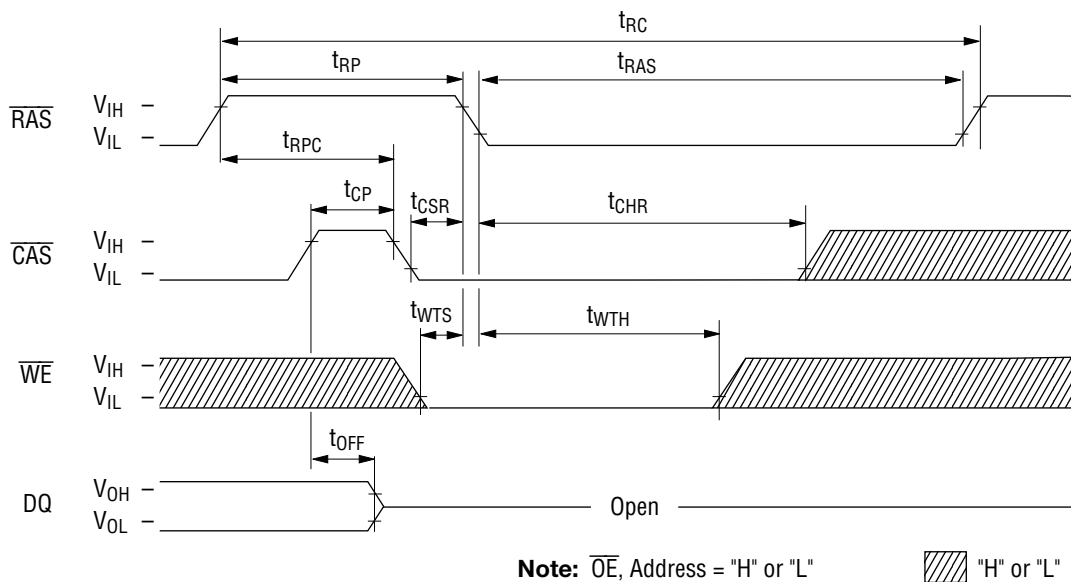 tRC
tRP
tRAS
RAS
VIH
VIL
tRPC
tCP
tCSR
tCHR
CAS
VIH
VIL
tWTS
tWTH
WE
VIH
VIL
tOFF
DQ
VOH
VOL
Open
Note: OE, Address = "H" or "L"
"H" or "L"